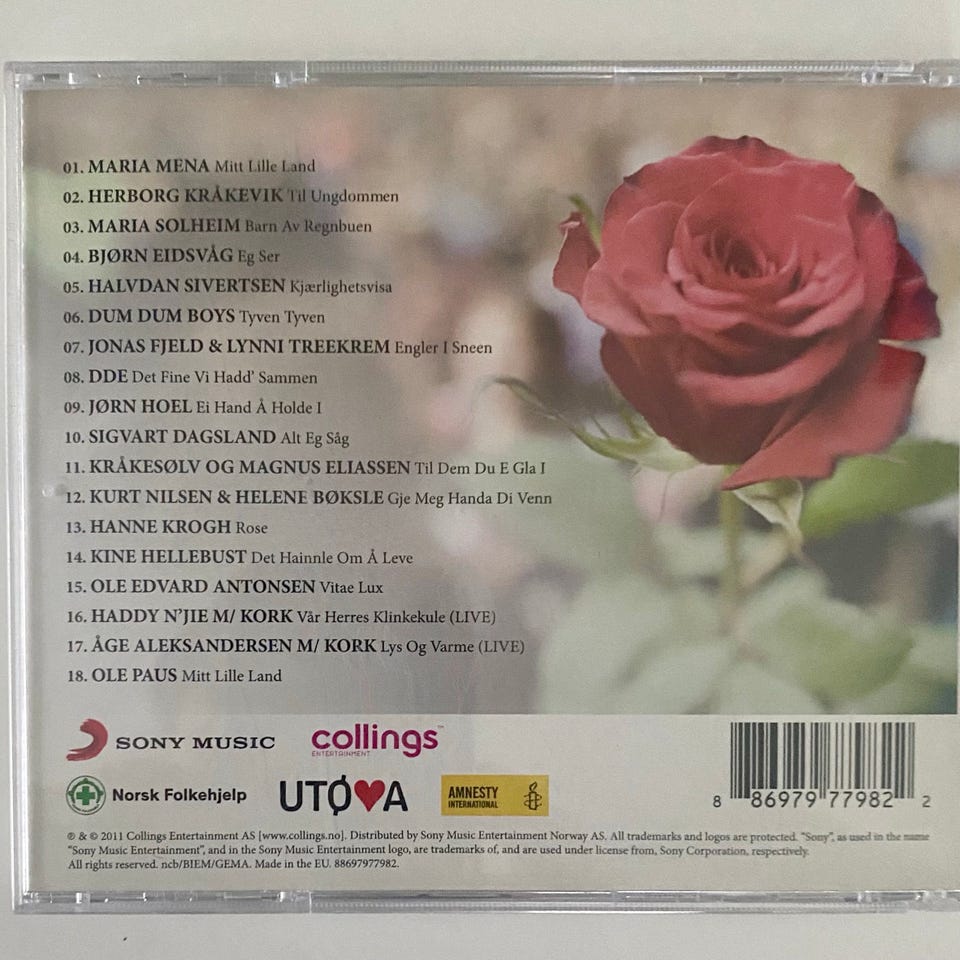 01. MARIA MENA Mitt Lille Land
02. HERBORG KRÅKEVIK Til Ungdommen
03. MARIA SOLHEIM Barn Av Regnbuen
04. BJØRN EIDSVÅG Eg Ser
05. HALVDAN SIVERTSEN Kjærlighetsvisa
06. DUM DUM BOYS Tyven Tyven
07. JONAS FJELD & LYNNI TREEKREM Engler I Sneen
08. DDE Det Fine Vi Hadd' Sammen
09. JØRN HOEL Ei Hand Å Holde I
10. SIGVART DAGSLAND Alt Eg Såg
11. KRÅKESØLV OG MAGNUS ELIASSEN Til Dem Du E Gla I
12. KURT NILSEN & HELENE BØKSLE Gje Meg Handa Di Venn
13. HANNE KROGH Rose
14. KINE HELLEBUST Det Hainnle Om Å Leve
15. OLE EDVARD ANTONSEN Vitae Lux
16. HADDY N'JIE M/ KORK Vår Herres Klinkekule (LIVE)
17. ÅGE ALEKSANDERSEN M/ KORK Lys Og Varme (LIVE)
18. OLE PAUS Mitt Lille Land
SONY MUSIC
collings™
ENTERTAINMENT
Norsk Folkehjelp
UTØ♥A
AMNESTY
INTERNATIONAL
8 86979 77982 2
℗ & © 2011 Collings Entertainment AS [www.collings.no]. Distributed by Sony Music Entertainment Norway AS. All trademarks and logos are protected. "Sony", as used in the name
"Sony Music Entertainment", and in the Sony Music Entertainment logo, are trademarks of, and are used under license from, Sony Corporation, respectively.
All rights reserved. ncb/BIEM/GEMA. Made in the EU. 88697977982.